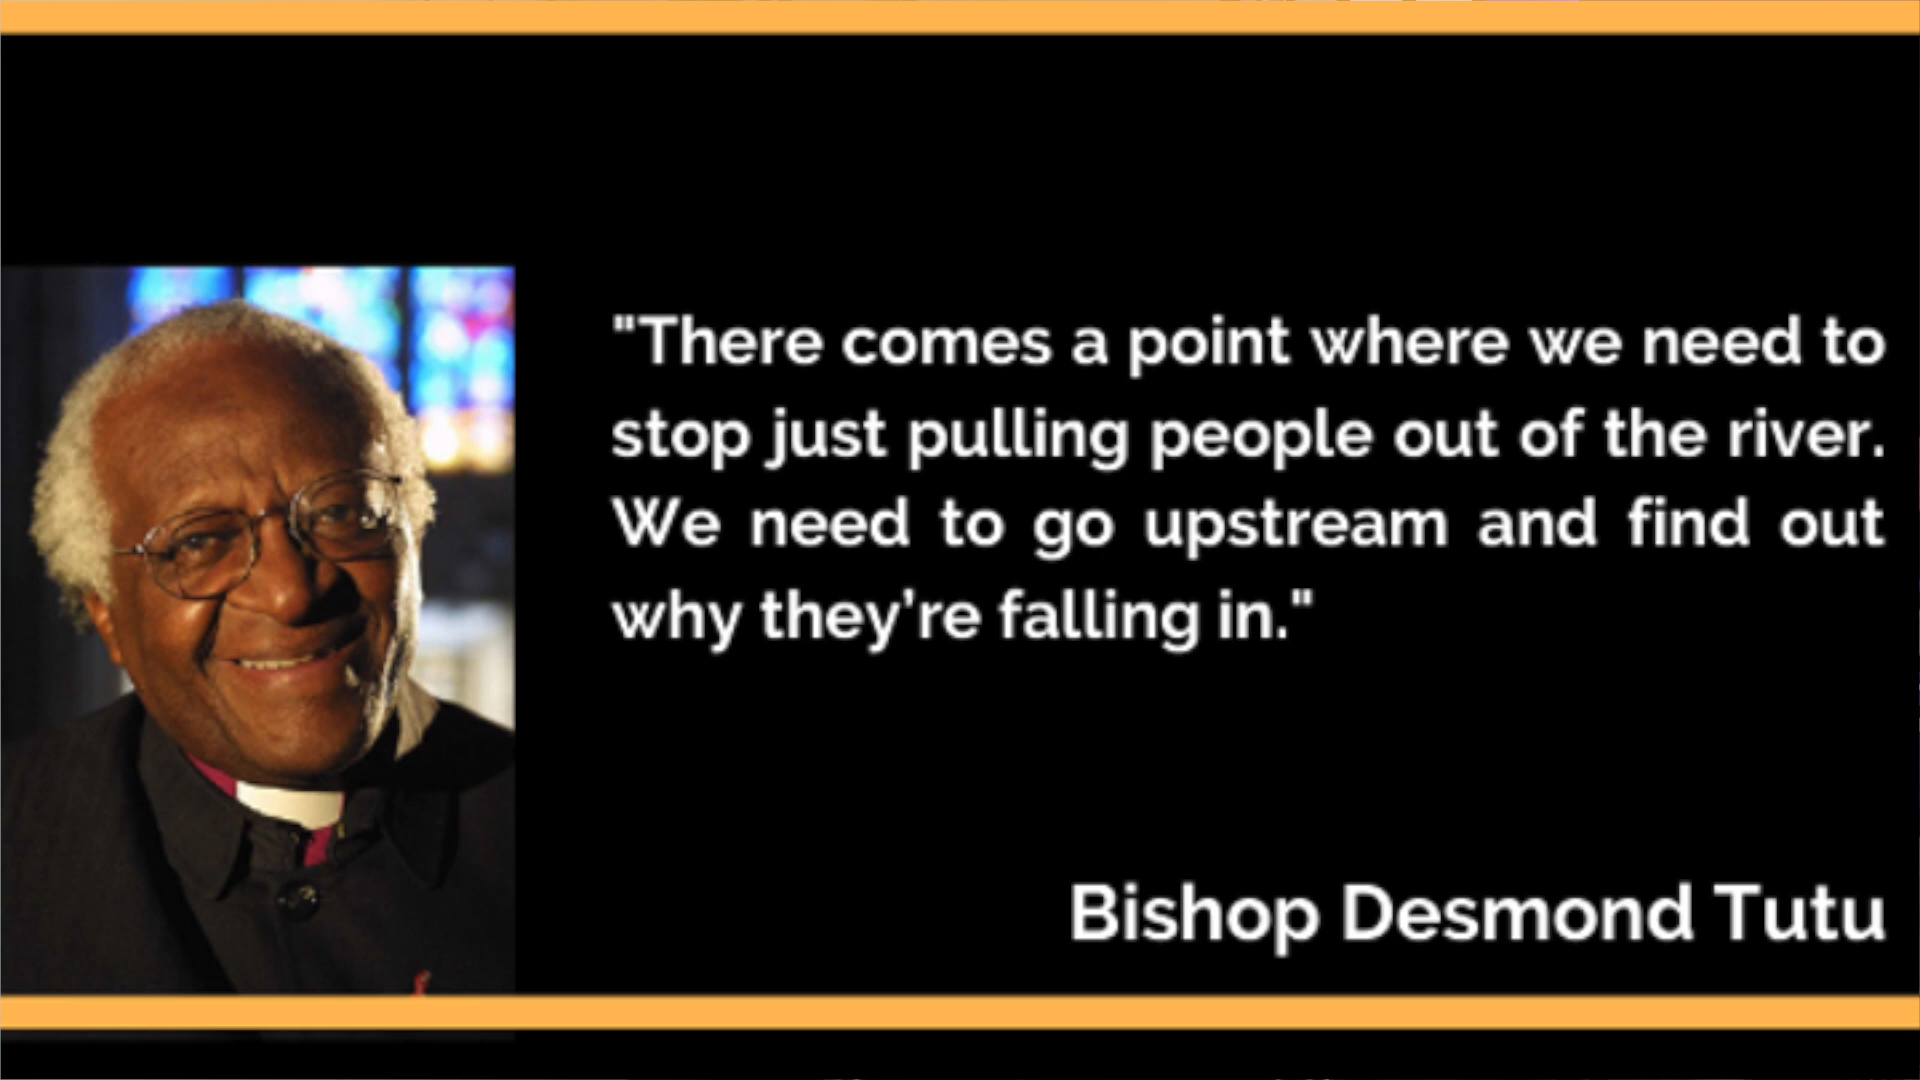 "There comes a point where we need to
stop just pulling people out of the river.
We need to go upstream and find out
why they’re falling in."
Bishop Desmond Tutu